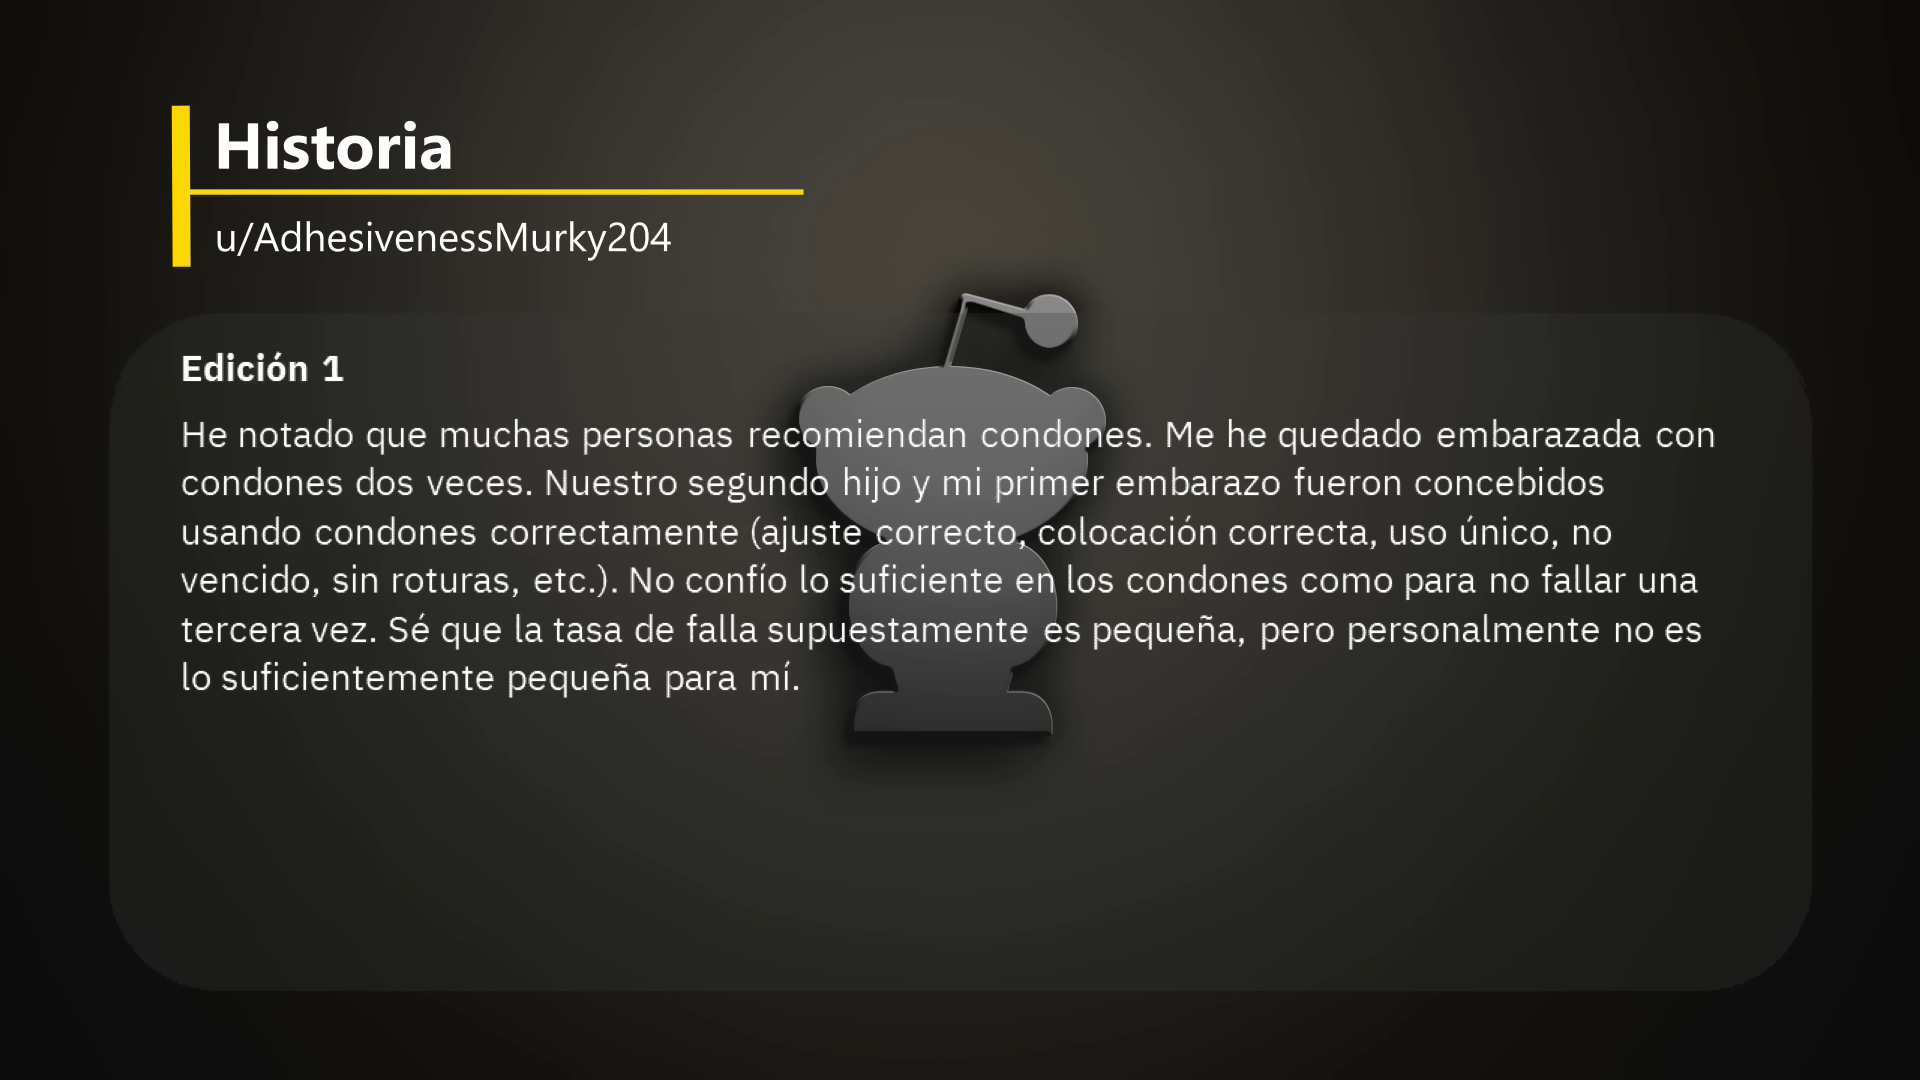 Historia
u/AdhesivenessMurky204
Edición 1
He notado que muchas personas recomiendan condones. Me he quedado embarazada con
condones dos veces. Nuestro segundo hijo y mi primer embarazo fueron concebidos
usando condones correctamente (ajuste correcto, colocación correcta, uso único, no
vencido, sin roturas, etc.). No confío lo suficiente en los condones como para no fallar una
tercera vez. Sé que la tasa de falla supuestamente es pequeña, pero personalmente no es
lo suficientemente pequeña para mí.